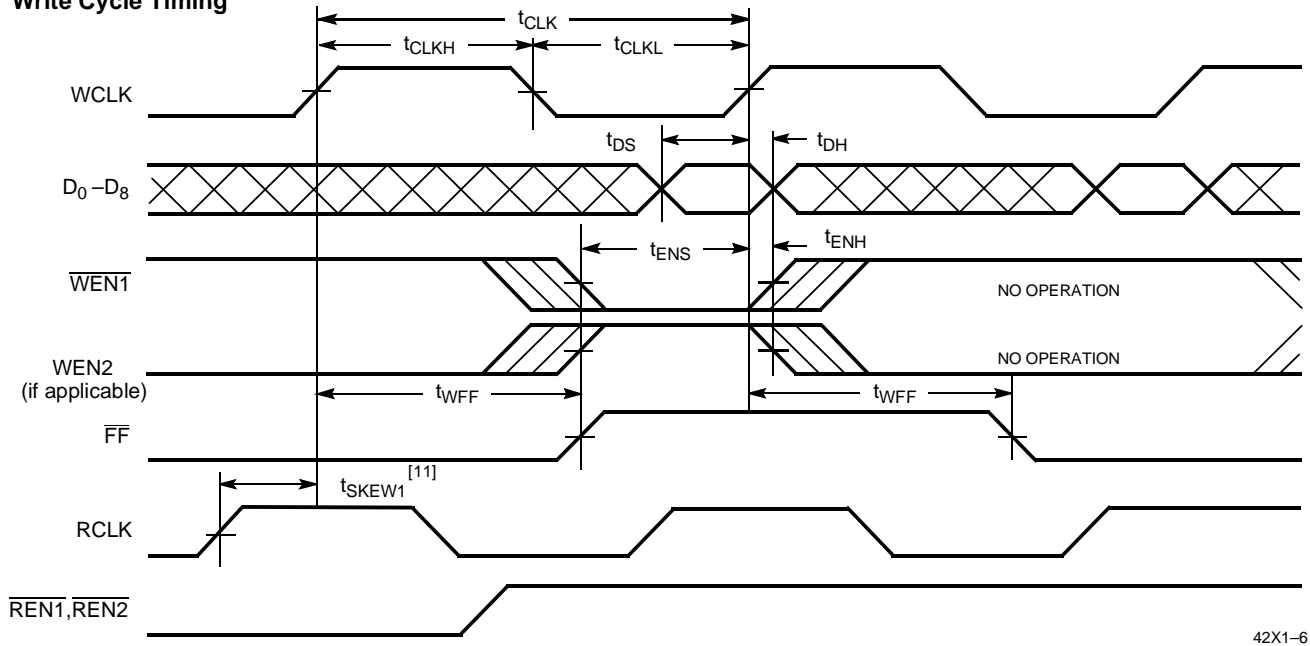 Write Cycle Timing
tCLK
tCLKH
tCLKL
WCLK
tDS
tDH
D0 –D8
tENS
tENH
WEN1
NO OPERATION
WEN2
(if applicable)
NO OPERATION
tWFF
tWFF
FF
tSKEW1 [11]
RCLK
REN1,REN2
42X1–6